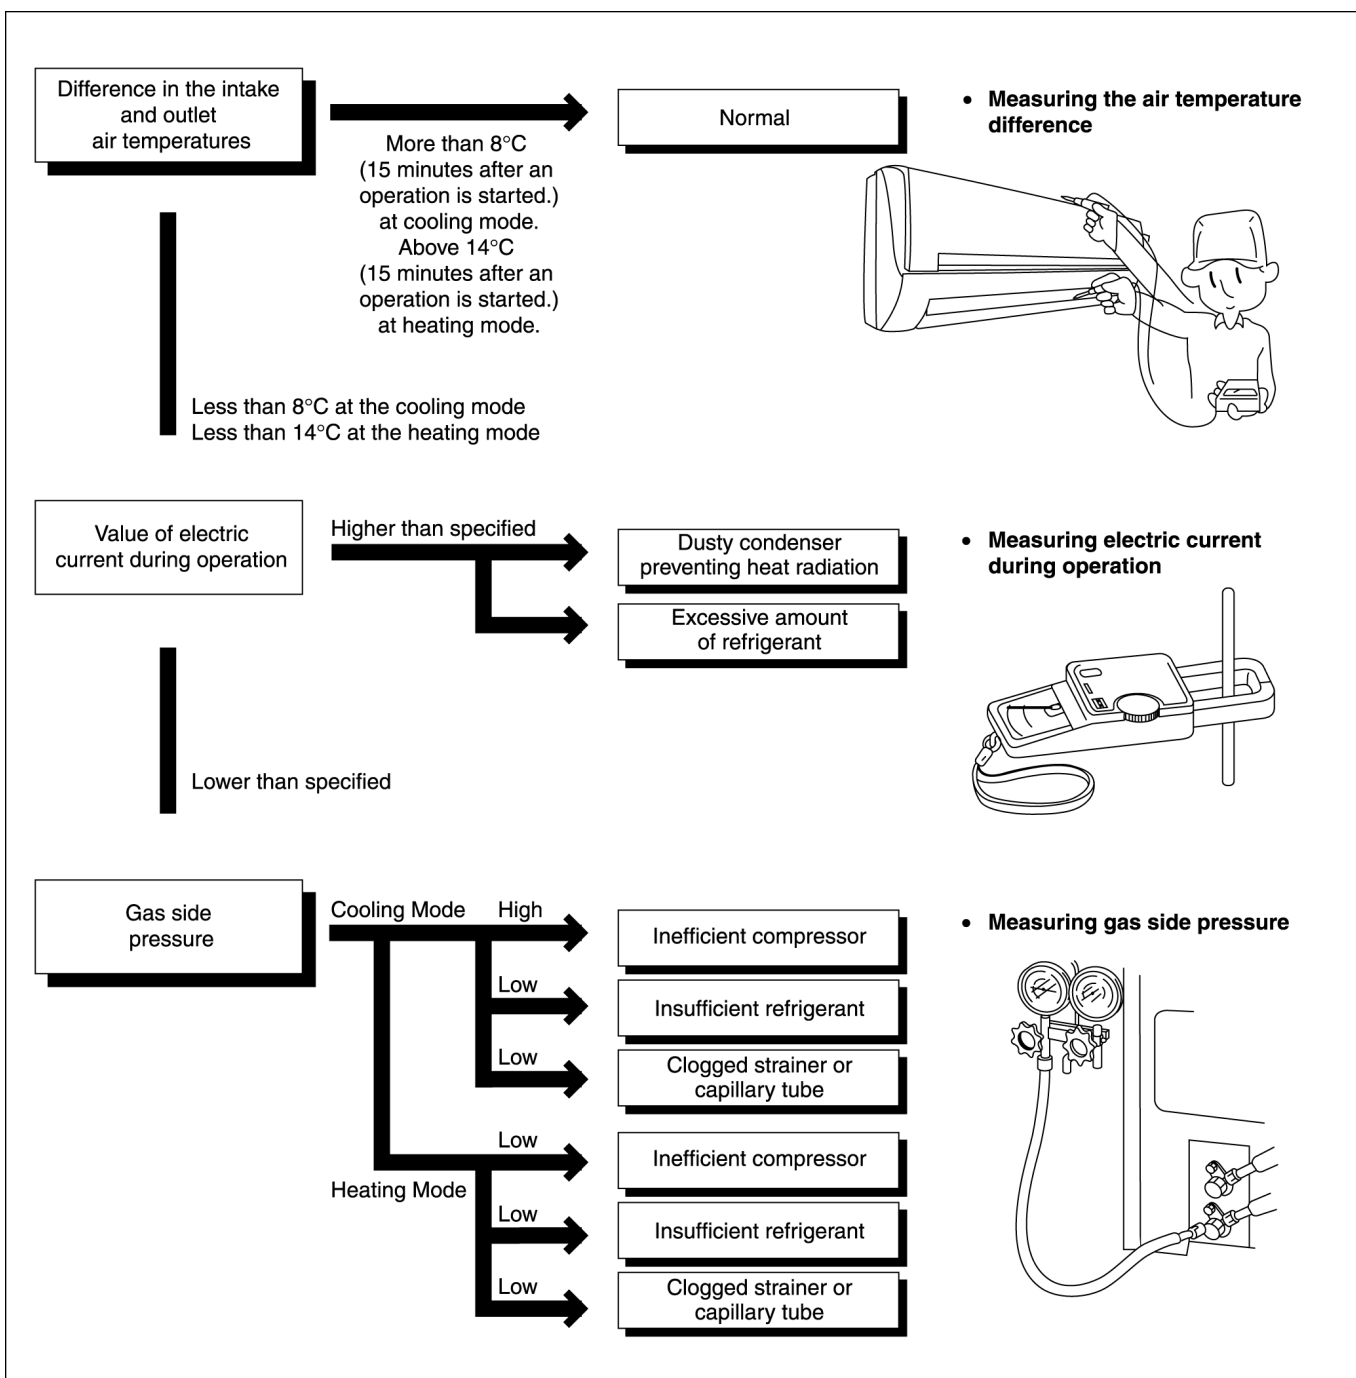 Difference in the intake
and outlet
air temperatures
More than 8°C
(15 minutes after an
operation is started.)
at cooling mode.
Above 14°C
(15 minutes after an
operation is started.)
at heating mode.
Normal
• Measuring the air temperature
difference
Less than 8°C at the cooling mode
Less than 14°C at the heating mode
Value of electric
current during operation
Higher than specified
Dusty condenser
preventing heat radiation
Excessive amount
of refrigerant
• Measuring electric current
during operation
Lower than specified
Gas side
pressure
Cooling Mode
High
Inefficient compressor
Low
Insufficient refrigerant
Low
Clogged strainer or
capillary tube
Heating Mode
Low
Inefficient compressor
Low
Insufficient refrigerant
Low
Clogged strainer or
capillary tube
• Measuring gas side pressure